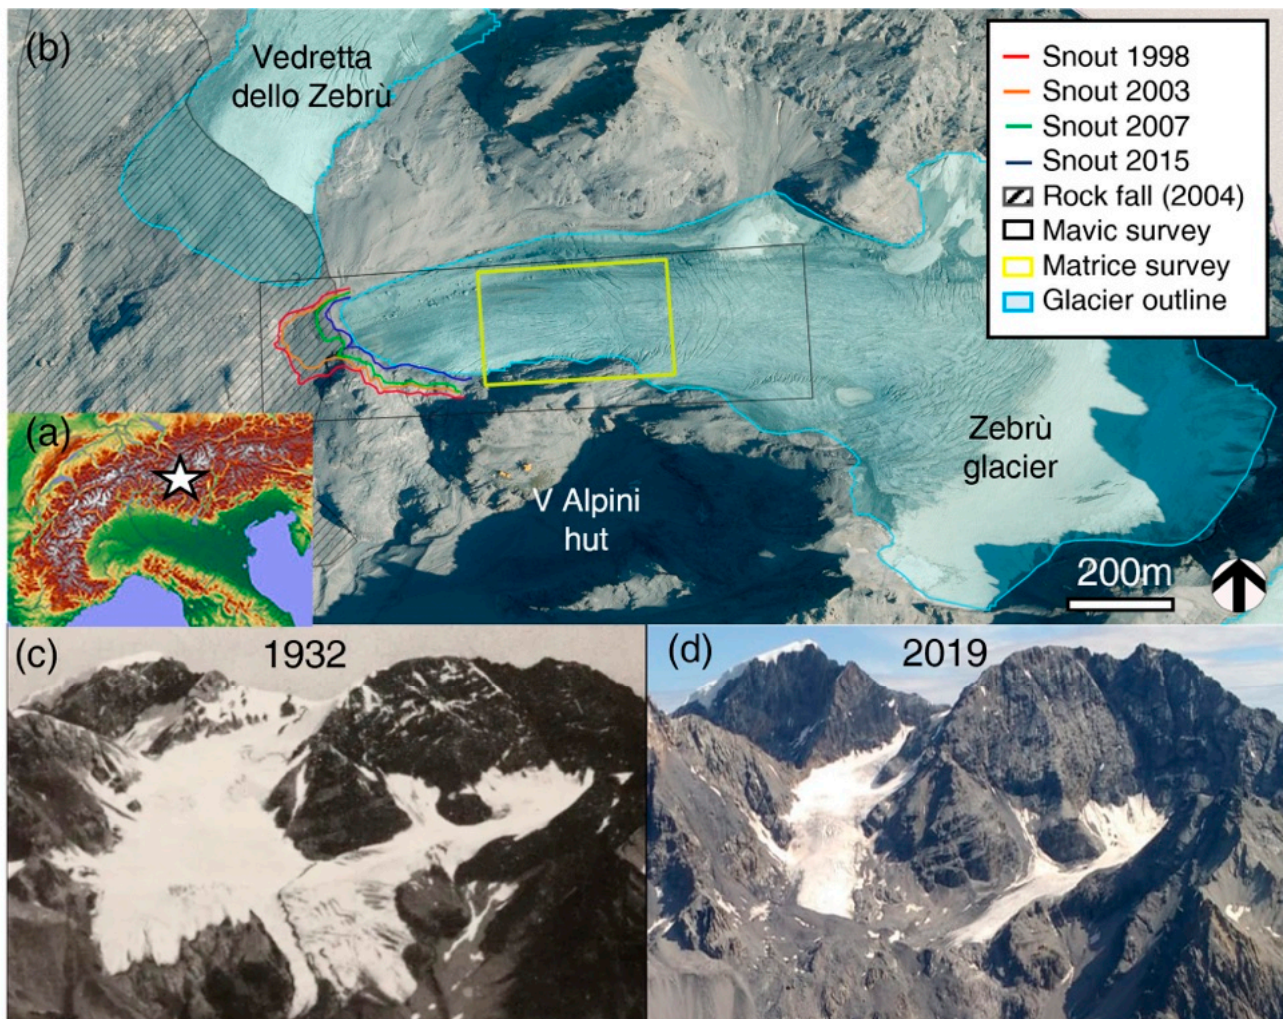 (b)
Vedretta
dello Zebrù
Snout 1998
Snout 2003
Snout 2007
Snout 2015
Rock fall (2004)
Mavic survey
Matrice survey
Glacier outline
(a)
Zebrù
glacier
V Alpini
hut
200m
(c)
1932
(d)
2019